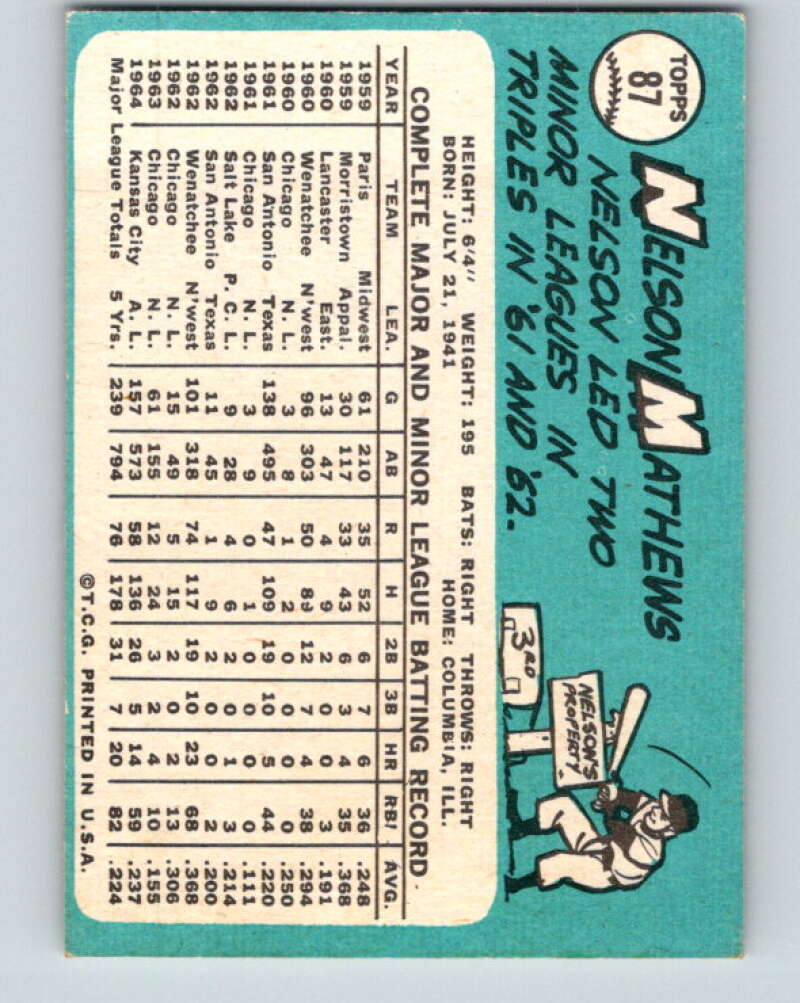 TOPPS
87
NELSON MATHEWS
NELSON LED TWO
MINOR LEAGUES IN
TRIPLES IN '61 AND '62.
3RD
NELSON'S
PROPERTY
HEIGHT: 6'4" WEIGHT: 195 BATS: RIGHT THROWS: RIGHT
BORN: JULY 21, 1941 HOME: COLUMBIA, ILL.
COMPLETE MAJOR AND MINOR LEAGUE BATTING RECORD
YEAR TEAM LEA. G AB R H 2B 3B HR RBI AVG.
1959 Paris Midwest 61 210 35 52 6 7 6 36 .248
1959 Morristown Appal. 30 117 33 43 6 3 4 35 .368
1960 Lancaster East. 13 47 4 9 2 0 0 3 .191
1960 Wenatchee N'west 96 303 50 89 12 7 4 38 .294
1960 Chicago N. L. 3 8 1 2 0 0 0 0 .250
1961 San Antonio Texas 138 495 47 109 19 10 5 44 .220
1961 Chicago N. L. 3 9 0 1 0 0 0 0 .111
1962 Salt Lake P. C. L. 9 28 4 6 2 0 1 3 .214
1962 San Antonio Texas 11 45 1 9 2 0 0 2 .200
1962 Wenatchee N'west 101 318 74 117 19 10 23 68 .368
1962 Chicago N. L. 15 49 5 15 2 0 2 13 .306
1963 Chicago N. L. 61 155 12 24 3 2 4 10 .155
1964 Kansas City A. L. 157 573 58 136 26 5 14 59 .237
Major League Totals 5 Yrs. 239 794 76 178 31 7 20 82 .224
©T.C.G. PRINTED IN U.S.A.